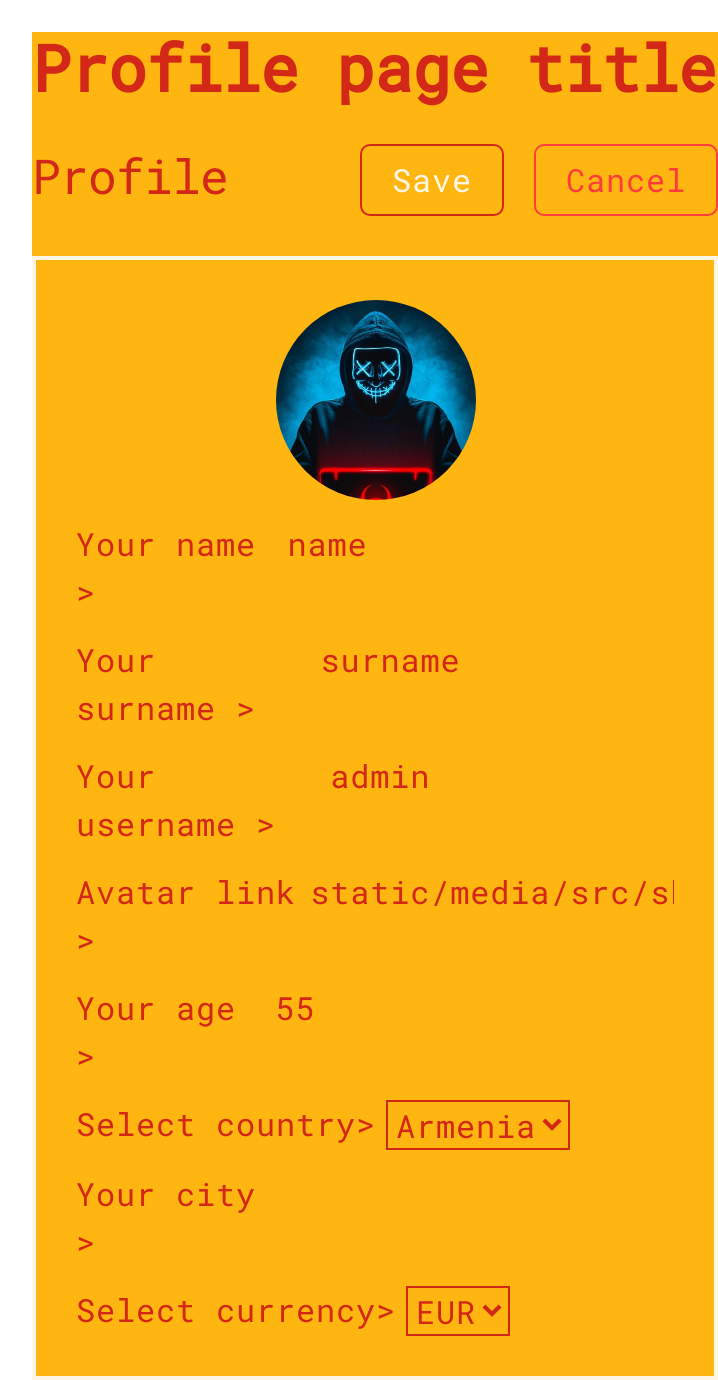 Profile page title
Profile Save Cancel
Your name name
>
Your surname
surname >
Your admin
username >
Avatar link static/media/src/s
>
Your age 55
>
Select country> Armenia
Your city
>
Select currency> EUR